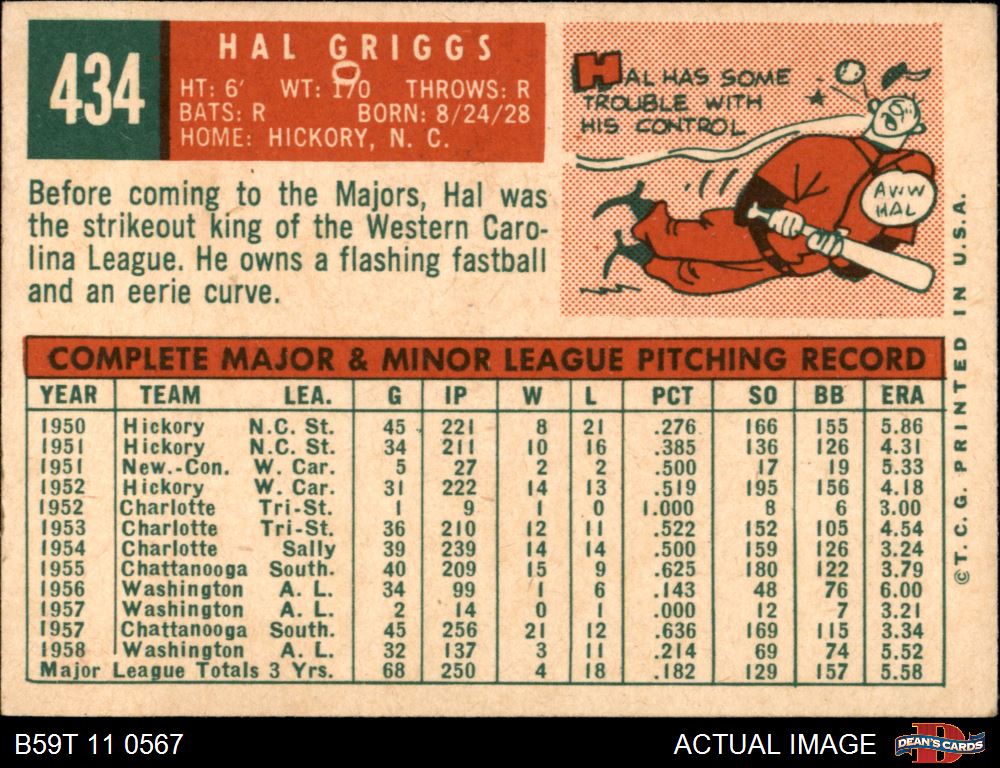 434
HAL GRIGGS
HT: 6' WT: 170 THROWS: R
BATS: R BORN: 8/24/28
HOME: HICKORY, N. C.
HAL HAS SOME
TROUBLE WITH
HIS CONTROL
AWW
HAL
Before coming to the Majors, Hal was
the strikeout king of the Western Caro-
lina League. He owns a flashing fastball
and an eerie curve.
COMPLETE MAJOR & MINOR LEAGUE PITCHING RECORD
YEAR TEAM LEA. G IP W L PCT SO BB ERA
1950 Hickory N.C. St. 45 221 8 21 .276 166 155 5.86
1951 Hickory N.C. St. 34 211 10 16 .385 136 126 4.31
1951 New.-Con. W. Car. 5 27 2 2 .500 17 19 5.33
1952 Hickory W. Car. 31 222 14 13 .519 195 156 4.18
1952 Charlotte Tri-St. 1 9 1 0 1.000 8 6 3.00
1953 Charlotte Tri-St. 36 210 12 11 .522 152 105 4.54
1954 Charlotte Sally 39 239 14 14 .500 159 126 3.24
1955 Chattanooga South. 40 209 15 9 .625 180 122 3.79
1956 Washington A. L. 34 99 1 6 .143 48 76 6.00
1957 Washington A. L. 2 14 0 1 .000 12 7 3.21
1957 Chattanooga South. 45 256 21 12 .636 169 115 3.34
1958 Washington A. L. 32 137 3 11 .214 69 74 5.52
Major League Totals 3 Yrs. 68 250 4 18 .182 129 157 5.58
©T. C. G. PRINTED IN U. S. A.
B59T 11 0567
ACTUAL IMAGE
DEAN'S CARDS